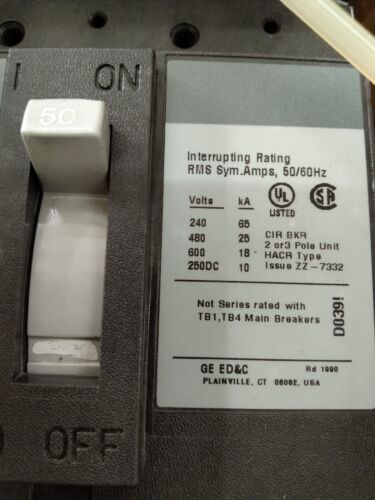 I ON
50
Interrupting Rating
RMS Sym.Amps, 50/60Hz
Volts kA
240 65
480 25
600 18
250DC 10
UL
LISTED
SA
CIR BKR
2 or3 Pole Unit
HACR Type
Issue ZZ-7332
Not Series rated with
TB1,TB4 Main Breakers
D039!
GE ED&C Rd 1990
PLAINVILLE, CT 06062, USA
OFF